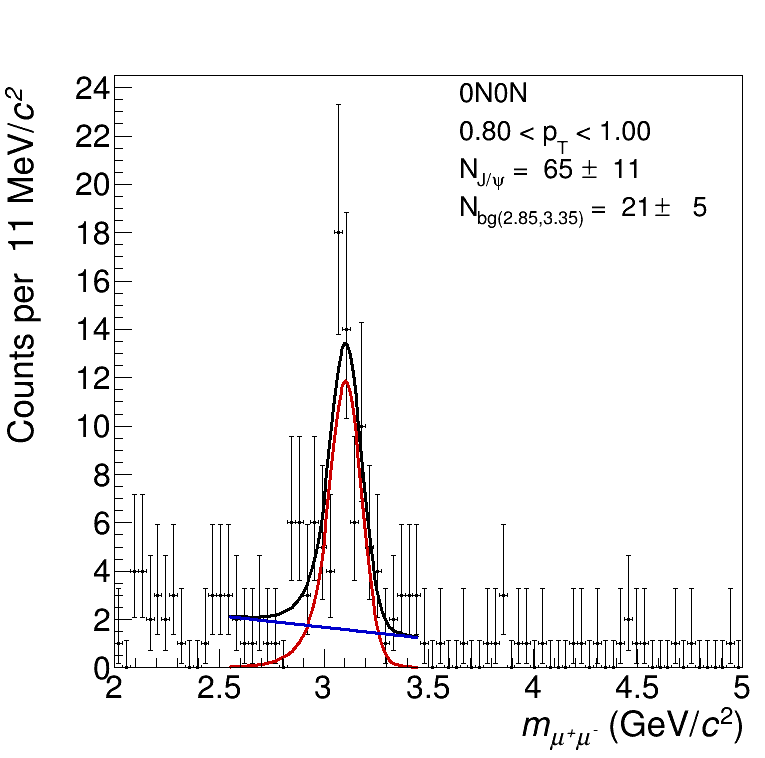 Counts per 11 MeV/c²
24
22
20
18
16
14
12
10
8
6
4
2
0
0N0N
0.80 < p_T < 1.00
N_J/ψ = 65 ± 11
N_bg(2.85,3.35) = 21 ± 5
2 2.5 3 3.5 4 4.5 5
m_μ⁺μ⁻ (GeV/c²)